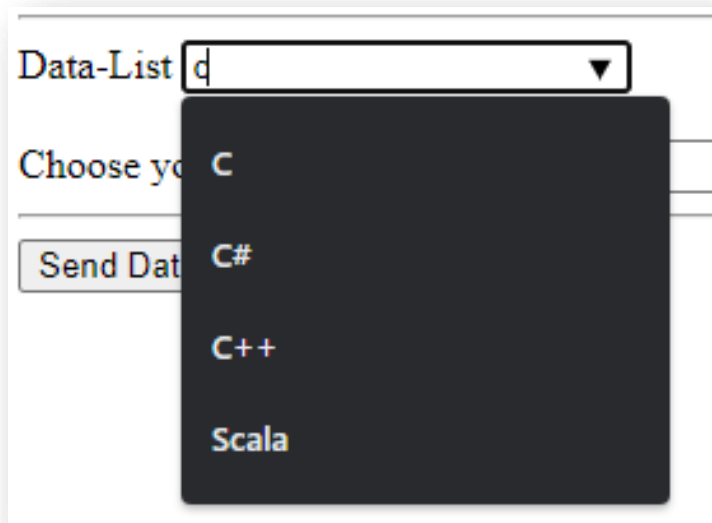 Data-List c
Choose yo
C
C#
Send Dat
C++
Scala